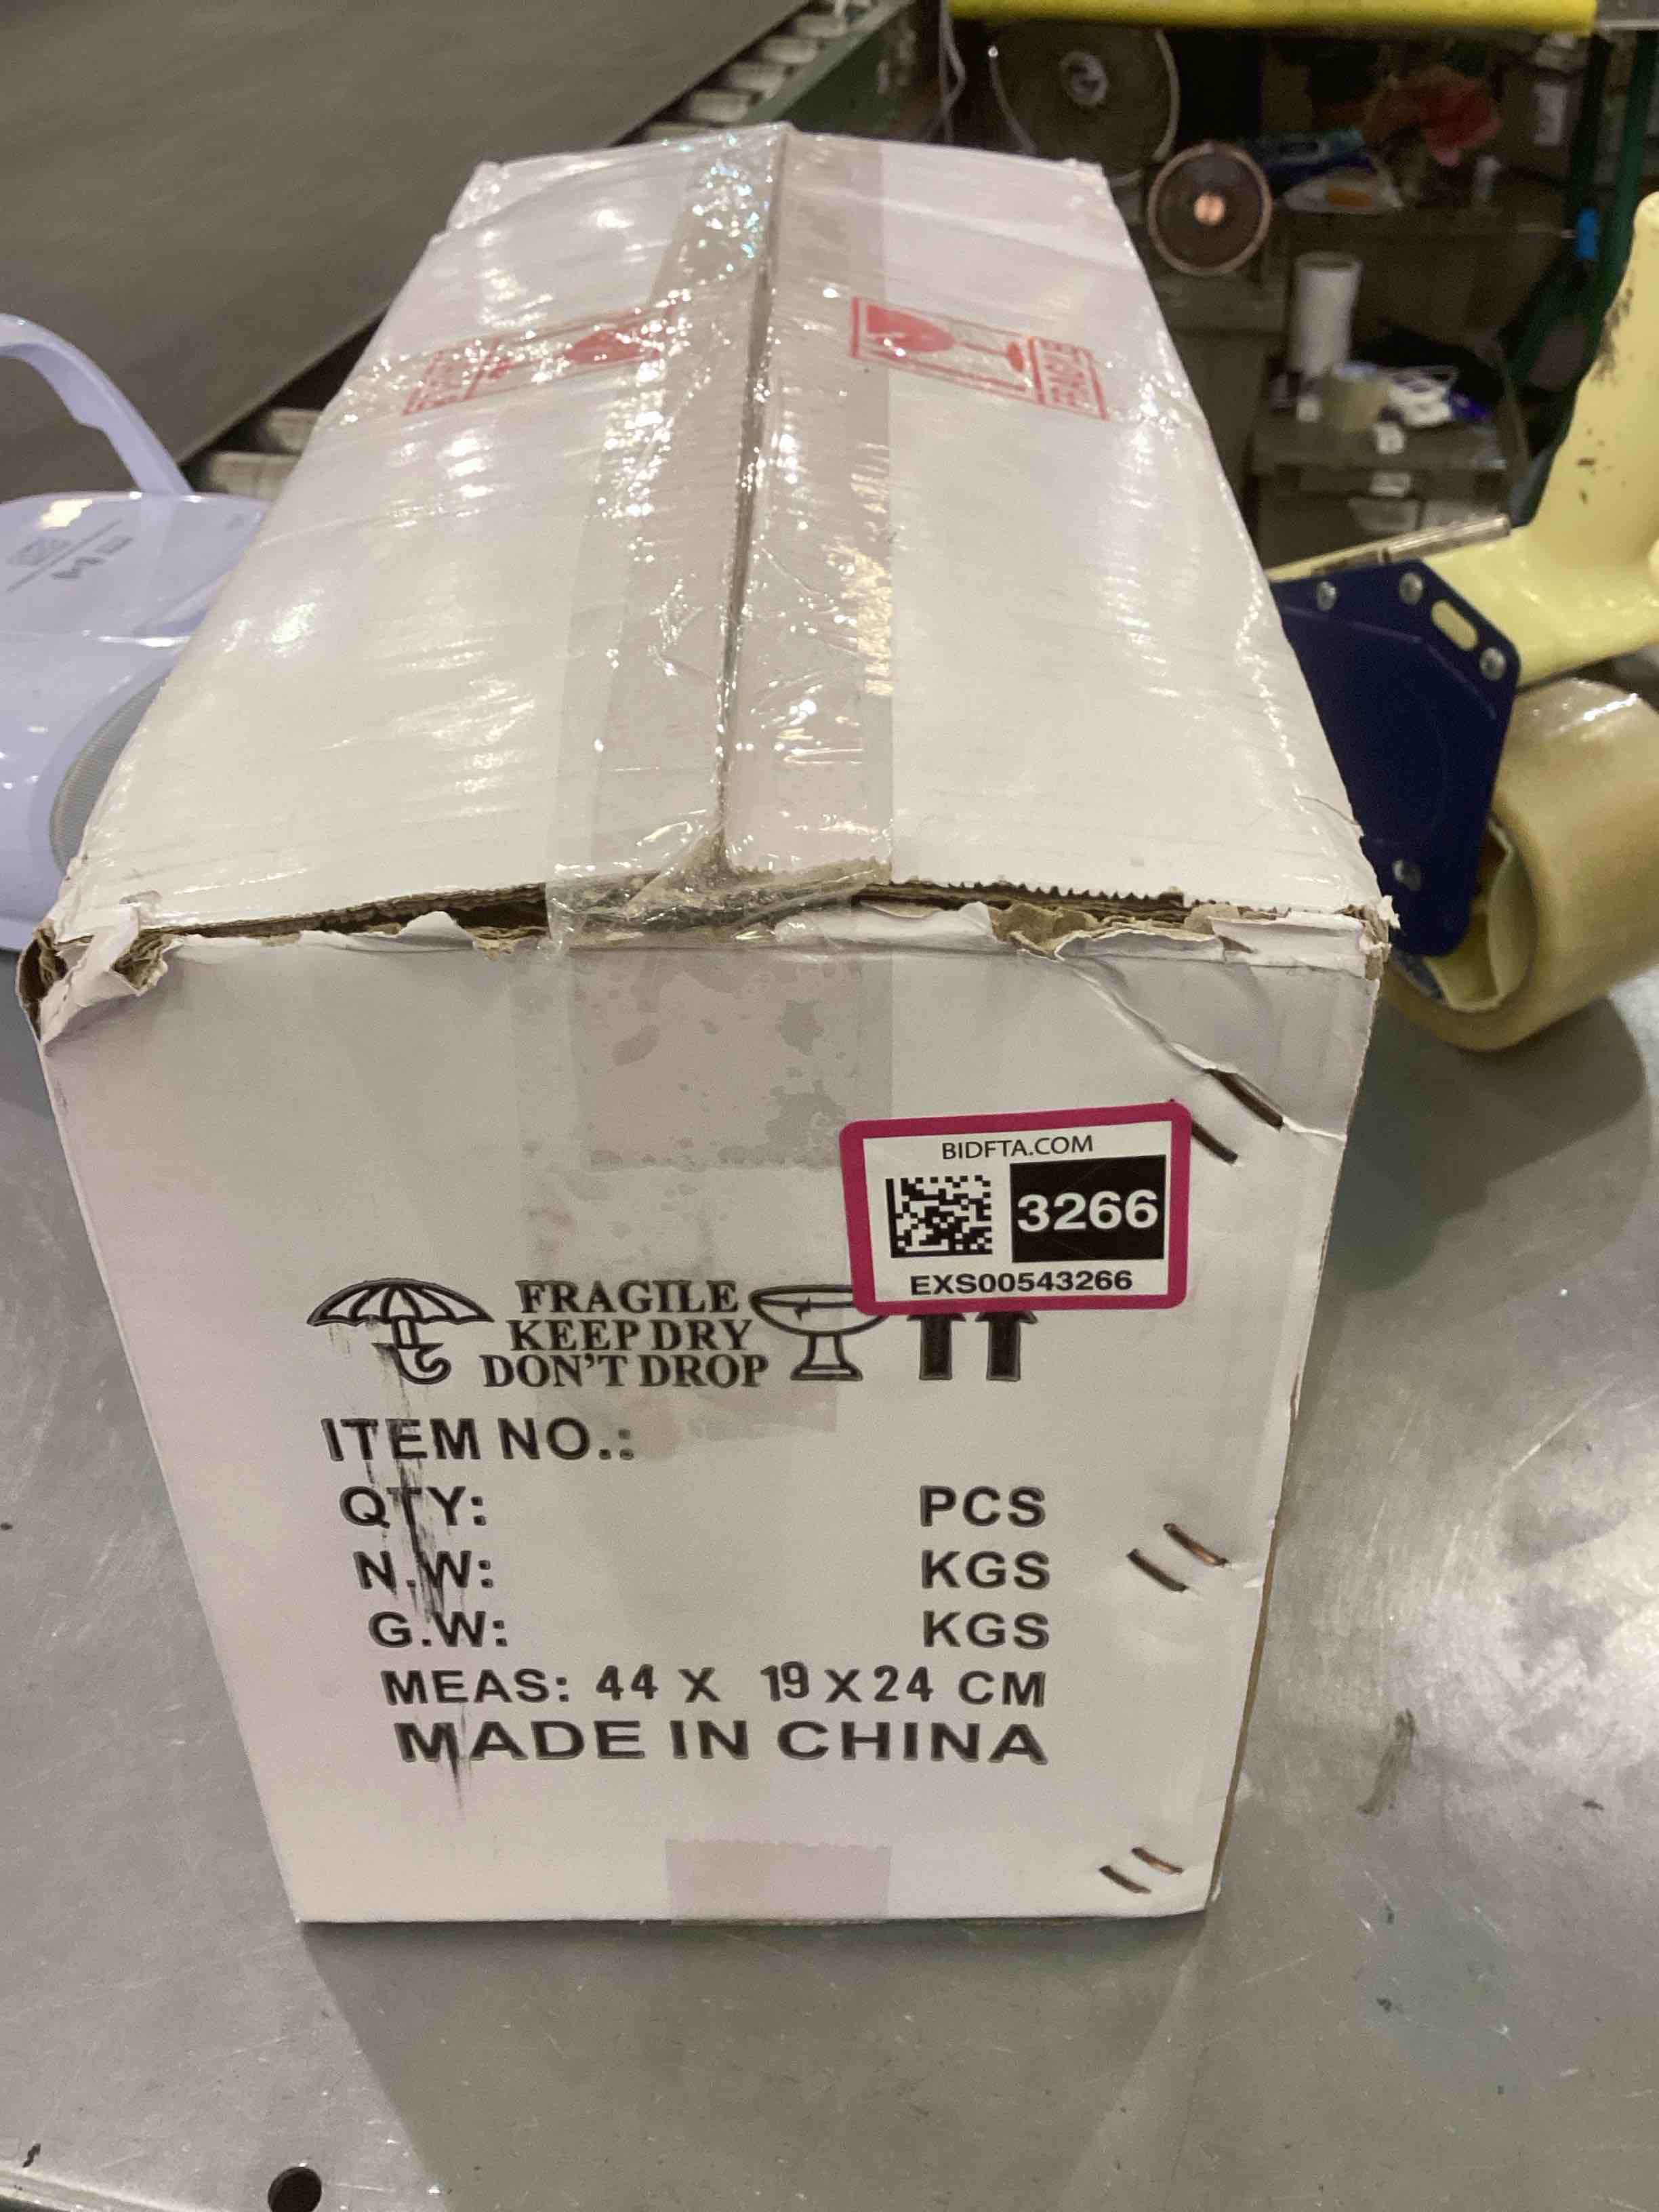 BIDFTA.COM
3266
EXS00543266
FRAGILE
KEEP DRY
DON'T DROP
ITEM NO.:
QTY: PCS
N.W: KGS
G.W: KGS
MEAS: 44 X 19 X 24 CM
MADE IN CHINA